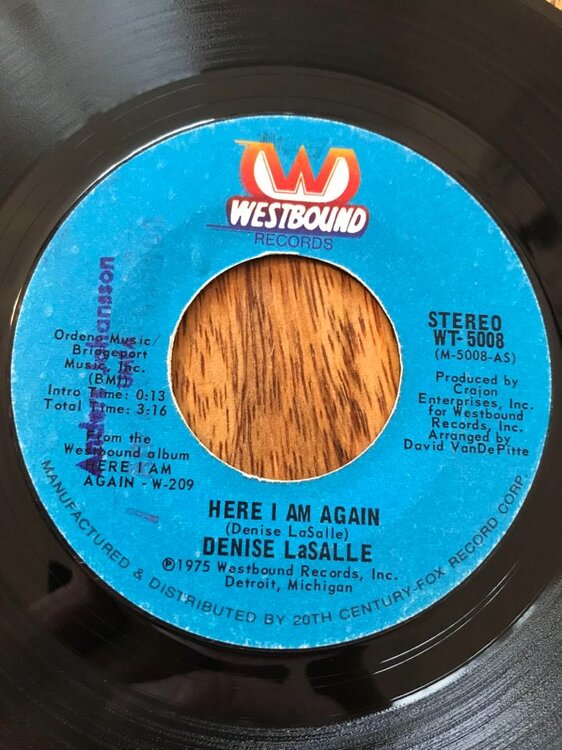 W
WESTBOUND
RECORDS
STEREO
WT-5008
(M-5008-AS)
Ordena Music/
Bridgeport
Music, Inc.
(BMI)
Intro Time: 0:13
Total Time: 3:16
From the
Westbound album
HERE I AM
AGAIN - W-209
Produced by
Crajon
Enterprises, Inc.
for Westbound
Records, Inc.
Arranged by
David VanDePitte
HERE I AM AGAIN
(Denise LaSalle)
DENISE LaSALLE
℗1975 Westbound Records, Inc.
Detroit, Michigan
MANUFACTURED & DISTRIBUTED BY 20TH CENTURY-FOX RECORD CORP.